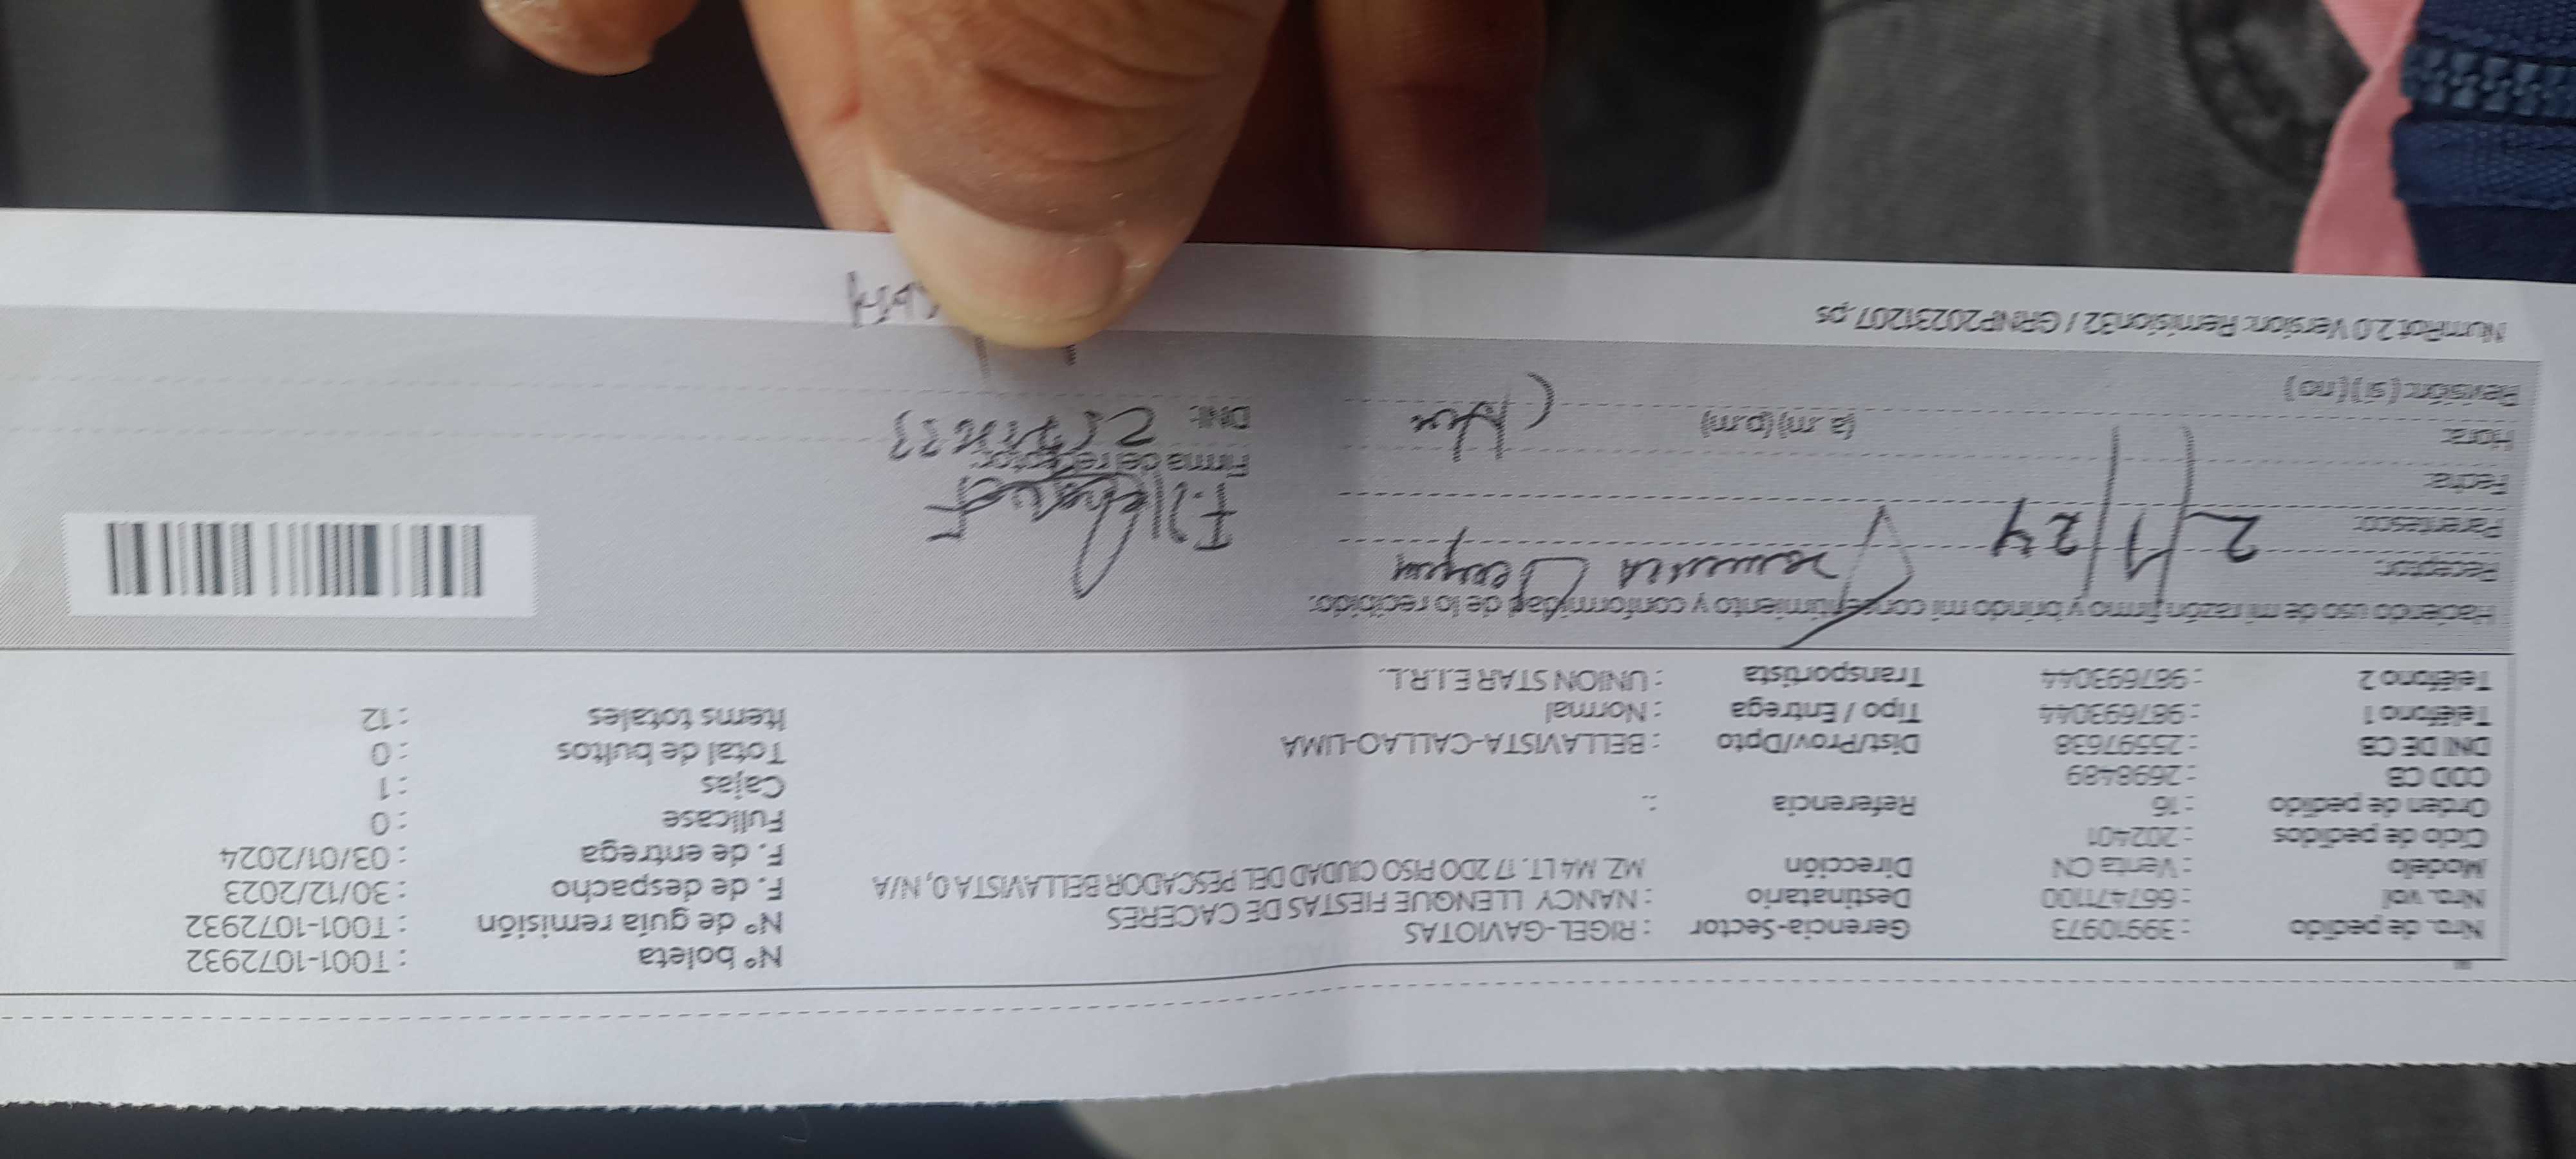 Nro. de pedido : 39910973 Gerencia-Sector : RIGEL-GAVIOTAS N° boleta : T001-1072932
Nro. vol : 667471100 Destinatario : NANCY LLENQUE FIESTAS DE CACERES N° de guía remisión : T001-1072932
Modelo : Venta CN Dirección MZ. M4 LT. 17 2DO PISO CIUDAD DEL PESCADOR BELLAVISTA 0, N/A F. de despacho : 30/12/2023
Ciclo de pedidos : 202401 F. de entrega : 03/01/2024
Orden de pedido : 16 Referencia : . Fullcase : 0
COD CB : 2698489 Cajas : 1
DNI DE CB : 25597638 Dist/Prov/Dpto : BELLAVISTA-CALLAO-LIMA Total de bultos : 0
Teléfono 1 : 987693044 Tipo / Entrega : Normal Items totales : 12
Teléfono 2 : 987693044 Transportista : UNION STAR E.I.R.L.
Haciendo uso de mi razón firmo y brindo mi consentimiento y conformidad de lo recibido:
Receptor:
Parentesco: 2/1/24
Fecha: Firma del receptor:
Hora: (a .m) (p.m) DNI:
Revisión: ( si ) ( no )
NumRot 2.0 Version: Remision32 / GRNP20231207.ps